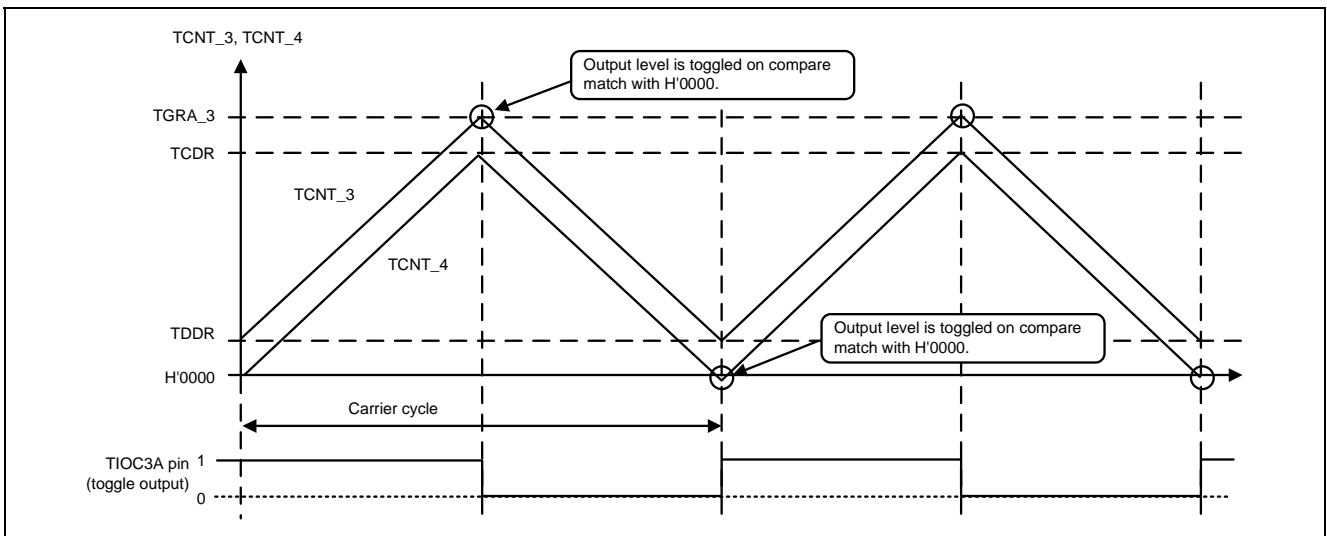 TCNT_3, TCNT_4
Output level is toggled on compare
match with H'0000.
TGRA_3
TCDR
TCNT_3
TCNT_4
TDDR
Output level is toggled on compare
match with H'0000.
H'0000
Carrier cycle
TIOC3A pin 1
(toggle output)
0